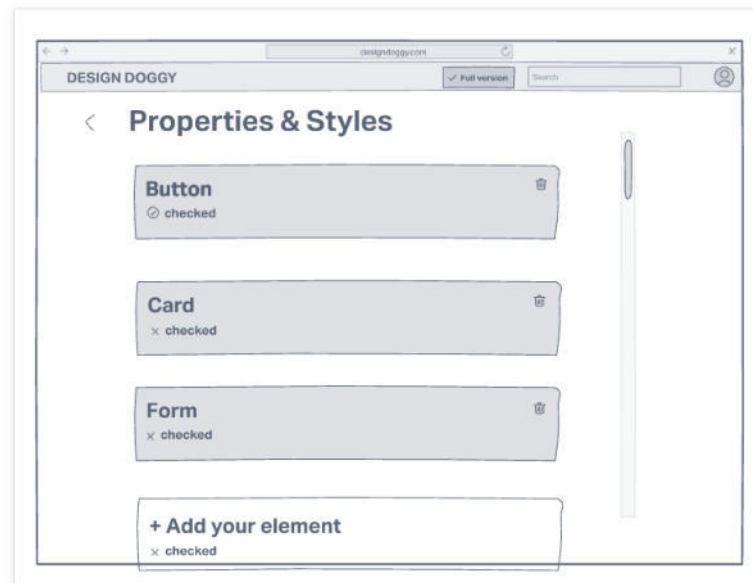 designdoggy.com
DESIGN DOGGY
✓ Full version
Search
Properties & Styles
Button
checked
Card
× checked
Form
× checked
+ Add your element
× checked